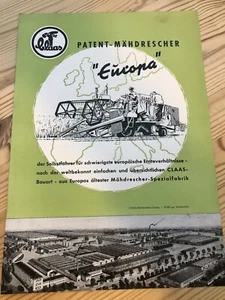 Claas
PATENT-MÄHDRESCHER
"Europa"
der Selbstfahrer für schwierigste europäische Ernteverhältnisse -
nach der weltbekannt einfachen und übersichtlichen CLAAS-
Bauart - aus Europas ältester Mähdrescher-Spezialfabrik